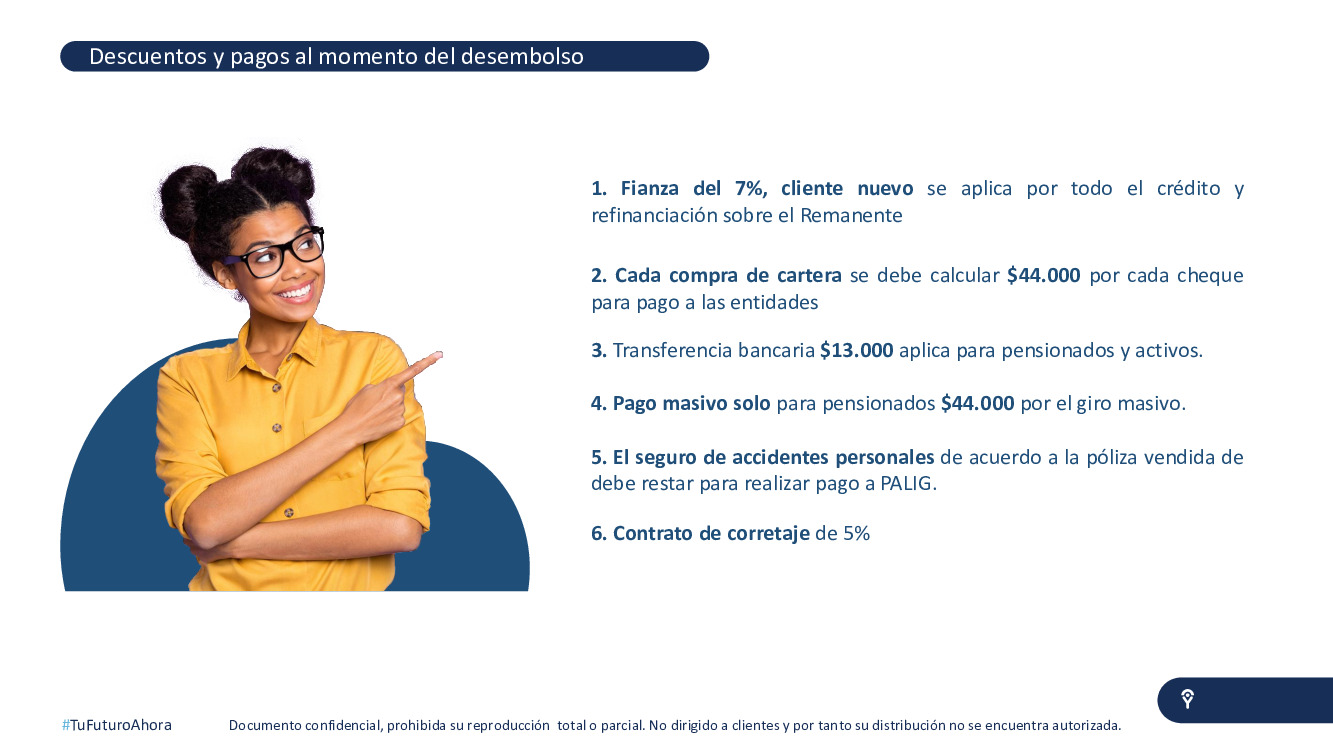 Descuentos y pagos al momento del desembolso
1. Fianza del 7%, cliente nuevo se aplica por todo el crédito y
refinanciación sobre el Remanente
2. Cada compra de cartera se debe calcular $44.000 por cada cheque
para pago a las entidades
3. Transferencia bancaria $13.000 aplica para pensionados y activos.
4. Pago masivo solo para pensionados $44.000 por el giro masivo.
5. El seguro de accidentes personales de acuerdo a la póliza vendida de
debe restar para realizar pago a PALIG.
6. Contrato de corretaje de 5%
#TuFuturoAhora
Documento confidencial, prohibida su reproducción total o parcial. No dirigido a clientes y por tanto su distribución no se encuentra autorizada.